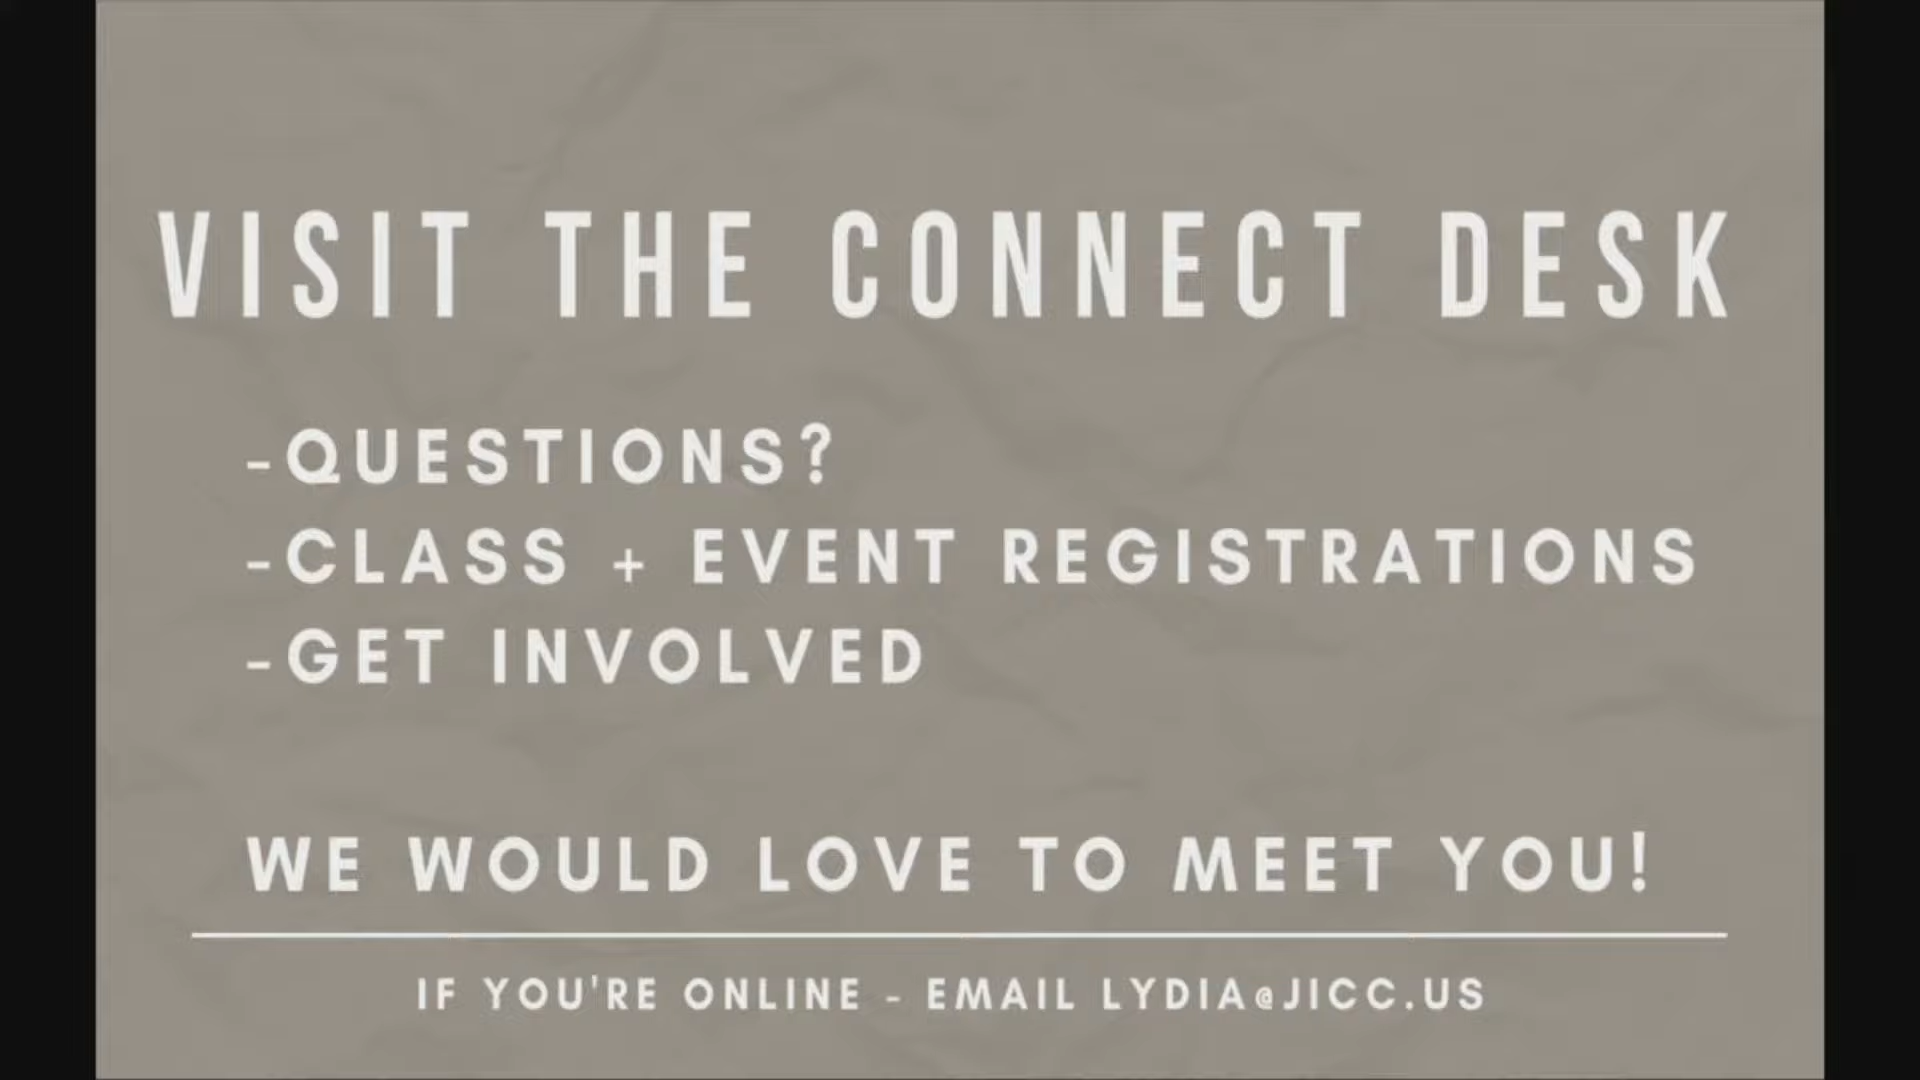 VISIT THE CONNECT DESK
-QUESTIONS?
-CLASS + EVENT REGISTRATIONS
-GET INVOLVED
WE WOULD LOVE TO MEET YOU!
IF YOU'RE ONLINE - EMAIL LYDIA@JICC.US